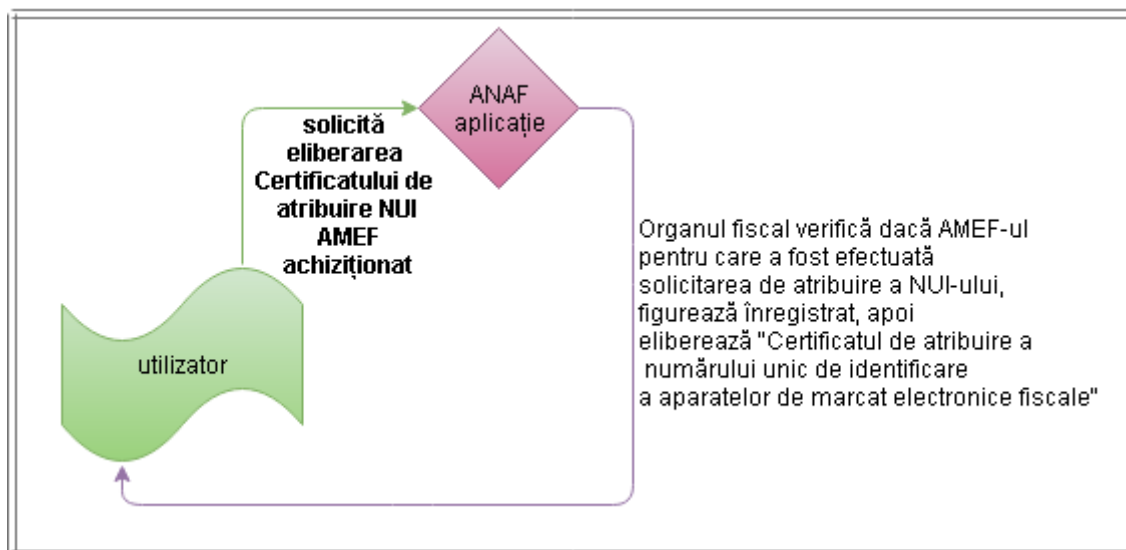 ANAF
aplicație
solicită
eliberarea
Certificatului de
atribuire NUI
AMEF
achiziționat
Organul fiscal verifică dacă AMEF-ul
pentru care a fost efectuată
solicitarea de atribuire a NUI-ului,
figurează înregistrat, apoi
eliberează "Certificatul de atribuire a
numărului unic de identificare
a aparatelor de marcat electronice fiscale"
utilizator